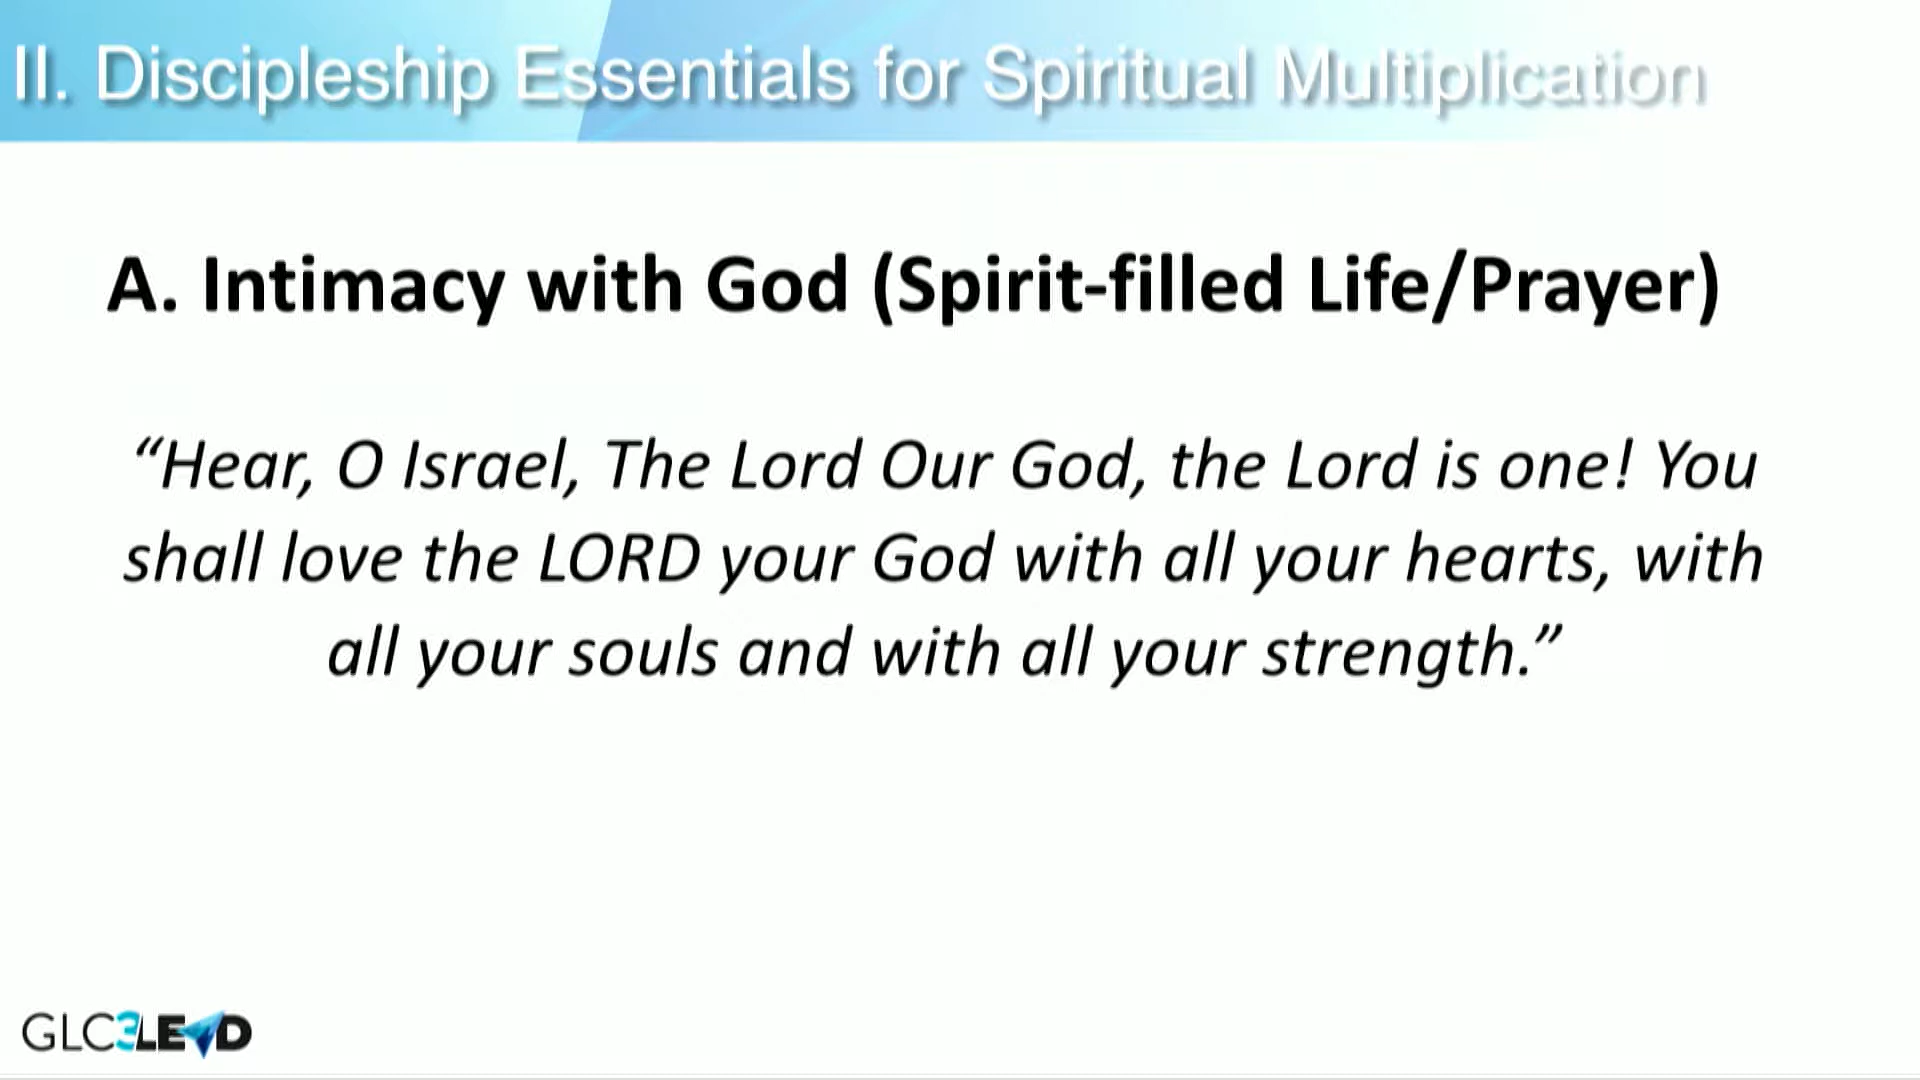 II. Discipleship Essentials for Spiritual Multiplication
A. Intimacy with God (Spirit-filled Life/Prayer)
“Hear, O Israel, The Lord Our God, the Lord is one! You
shall love the LORD your God with all your hearts, with
all your souls and with all your strength.”
GLC3LEAD